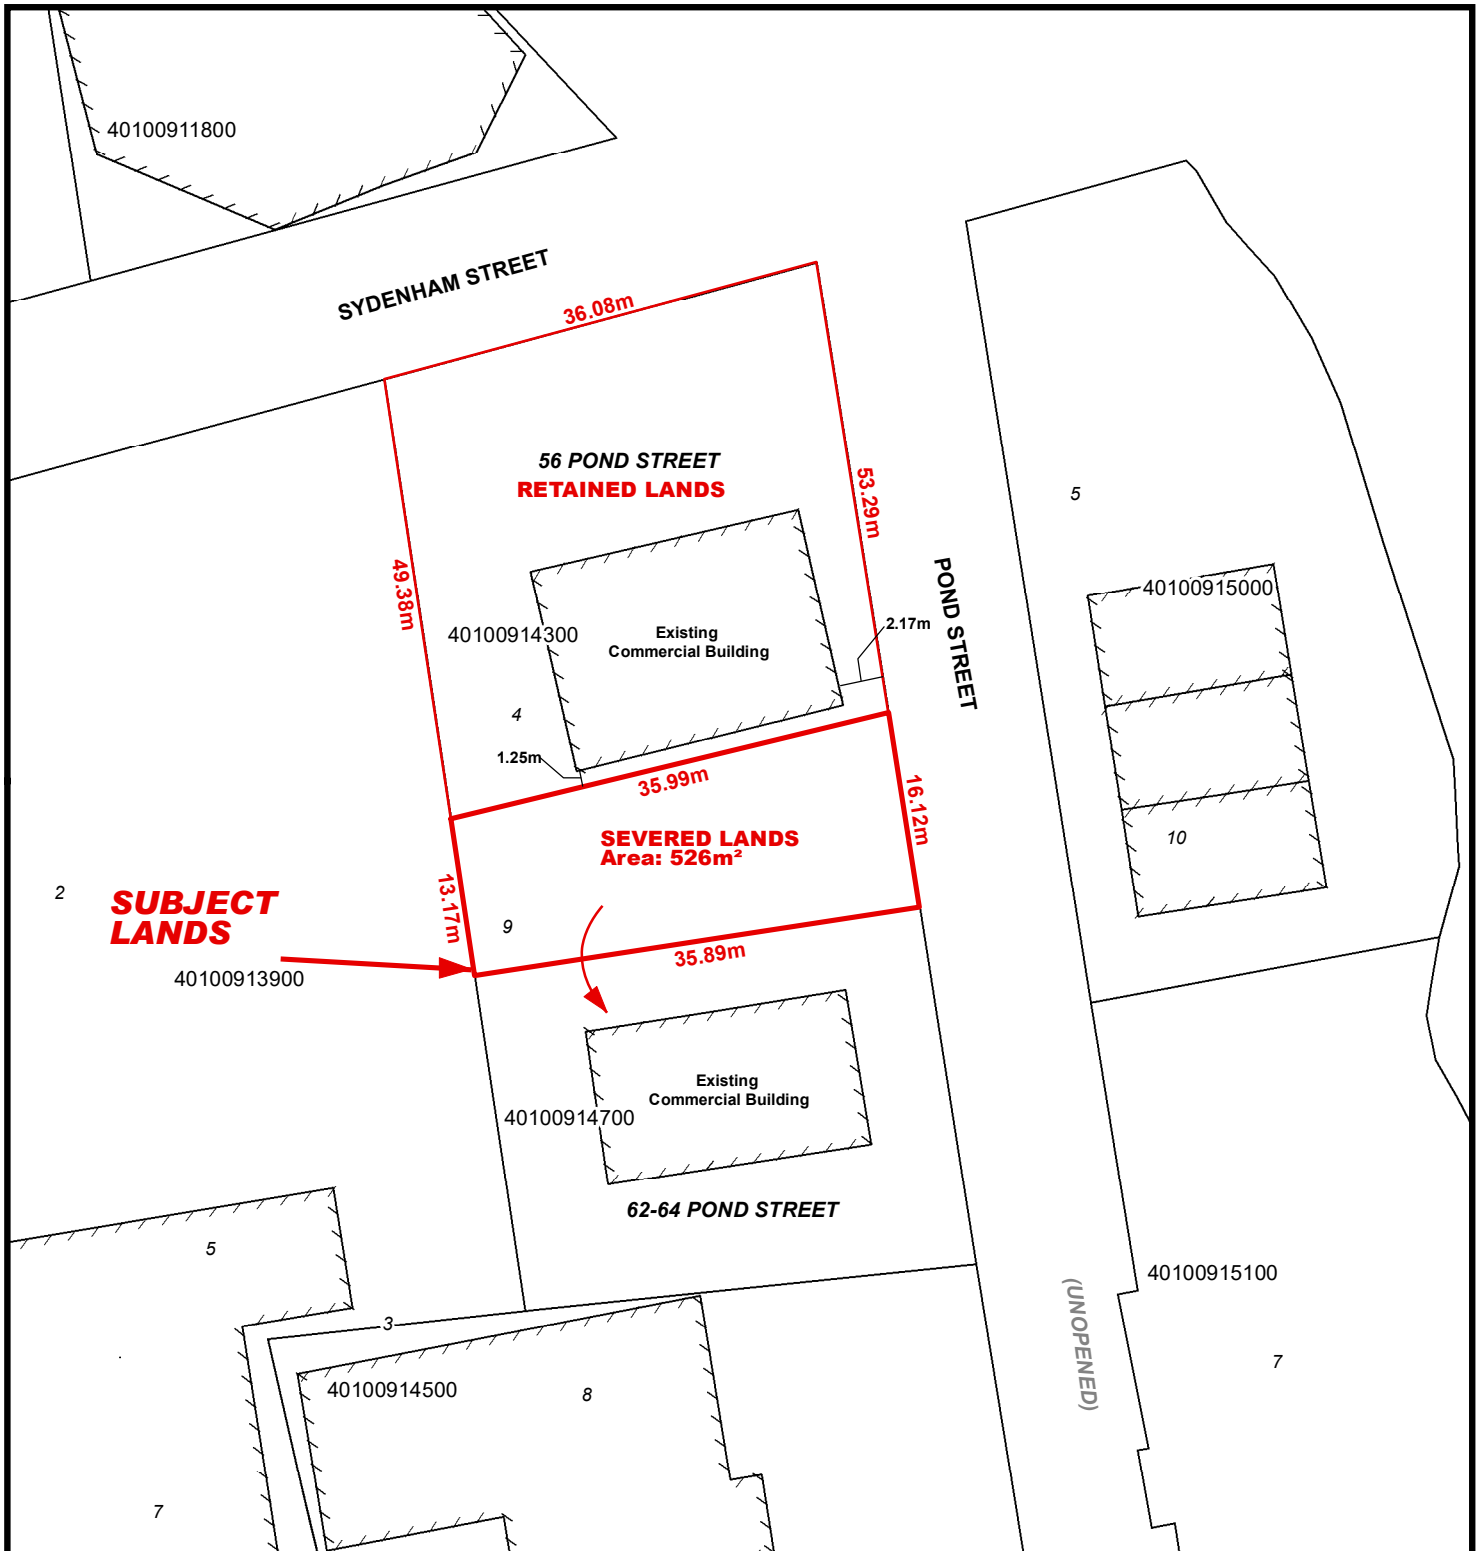 40100911800
SYDENHAM STREET
36.08m
56 POND STREET
RETAINED LANDS
53.29m
5
49.38m
POND STREET
40100915000
2.17m
40100914300
Existing
Commercial Building
4
1.25m
35.99m
16.12m
SEVERED LANDS
Area: 526m²
10
2
SUBJECT
LANDS
13.17m
9
35.89m
40100913900
Existing
Commercial Building
40100914700
62-64 POND STREET
5
40100915100
(UNOPENED)
3
7
40100914500
8
7